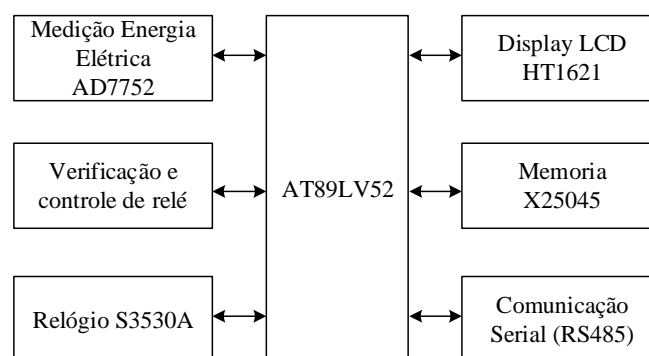 Medição Energia
Elétrica
AD7752
Verificação e
controle de relé
Relógio S3530A
AT89LV52
Display LCD
HT1621
Memoria
X25045
Comunicação
Serial (RS485)